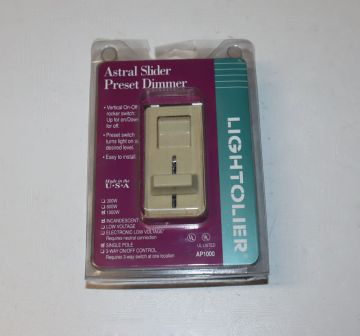 Astral Slider
Preset Dimmer
• Vertical On-Off
rocker switch.
Up for on/Down
for off.
• Preset switch
turns light on at
desired level.
• Easy to install
Made in the
U•S•A
300W
600W
1000W
INCANDESCENT
LOW VOLTAGE
ELECTRONIC LOW VOLTAGE
Requires neutral connection
SINGLE POLE
3-WAY ON/OFF CONTROL
Requires 3-way switch at one location
LIGHTOLIER
UL
UL LISTED
AP1000